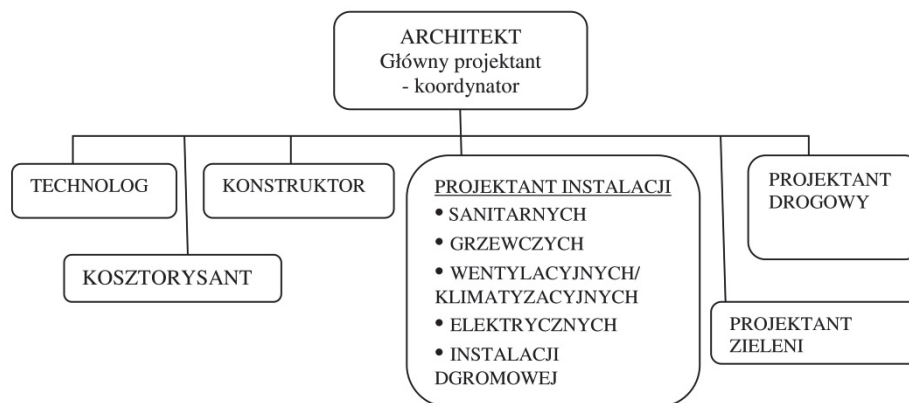 ARCHITEKT
Główny projektant
- koordynator
TECHNOLOG
KOSZTORYSANT
KONSTRUKTOR
PROJEKTANT INSTALACJI
• SANITARNYCH
• GRZEWCZYCH
• WENTYLACYJNYCH/
KLIMATYZACYJNYCH
• ELEKTRYCZNYCH
• INSTALACJI
DGROMOWEJ
PROJEKTANT
ZIELENI
PROJEKTANT
DROGOWY